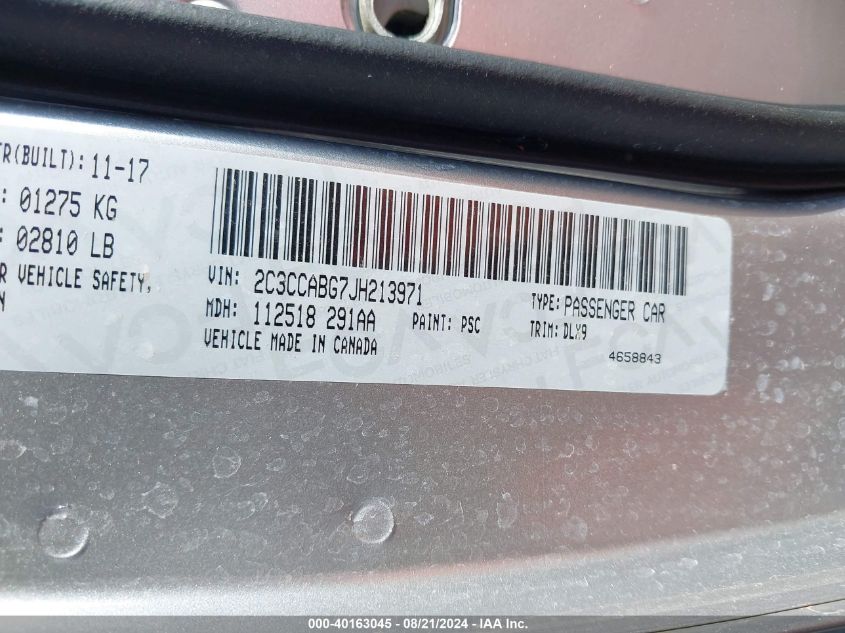 TR(BUILT): 11-17
: 01275 KG
: 02810 LB
R VEHICLE SAFETY,
N
VIN: 2C3CCABG7JH213971
MDH: 112518 291AA PAINT: PSC
VEHICLE MADE IN CANADA
TYPE: PASSENGER CAR
TRIM: DLX9
4658843
000-40163045 - 08/21/2024 - IAA Inc.